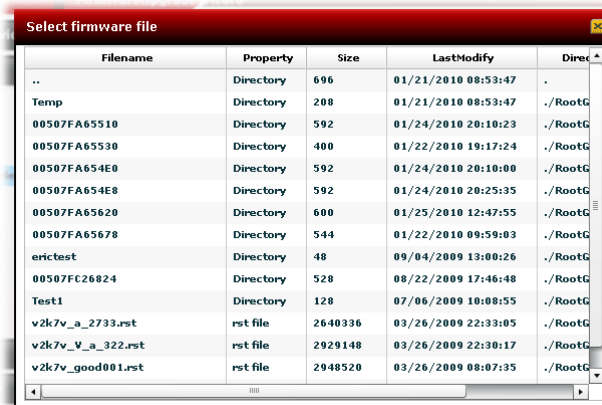 Select firmware file
Filename Property Size LastModify Direc
.. Directory 696 01/21/2010 08:53:47 .
Temp Directory 208 01/21/2010 08:53:47 ./RootG
00507FA65510 Directory 592 01/24/2010 20:10:23 ./RootG
00507FA65530 Directory 400 01/22/2010 19:17:24 ./RootG
00507FA654E0 Directory 592 01/24/2010 20:10:00 ./RootG
00507FA654E8 Directory 592 01/24/2010 20:25:35 ./RootG
00507FA65620 Directory 600 01/25/2010 12:47:55 ./RootG
00507FA65678 Directory 544 01/22/2010 09:59:03 ./RootG
erictest Directory 48 09/04/2009 13:00:26 ./RootG
00507FC26824 Directory 528 08/22/2009 17:46:48 ./RootG
Test1 Directory 128 07/06/2009 10:08:55 ./RootG
v2k7v_a_2733.rst rst file 2640336 03/26/2009 22:33:05 ./RootG
v2k7v_V_a_322.rst rst file 2929148 03/26/2009 22:30:17 ./RootG
v2k7v_good001.rst rst file 2948520 03/26/2009 08:07:35 ./RootG